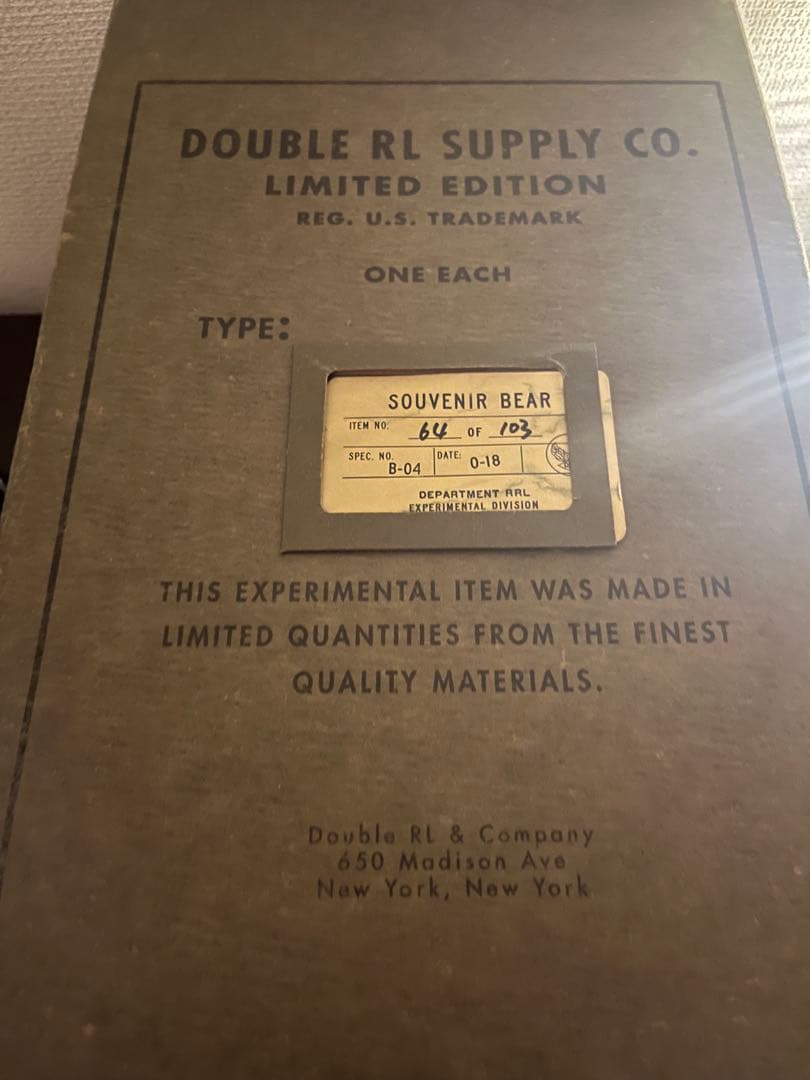 DOUBLE RL SUPPLY CO.
LIMITED EDITION
REG. U.S. TRADEMARK
ONE EACH
TYPE:
SOUVENIR BEAR
ITEM NO. 64 OF 103
SPEC. NO. B-04 DATE: 0-18
DEPARTMENT RRL
EXPERIMENTAL DIVISION
THIS EXPERIMENTAL ITEM WAS MADE IN
LIMITED QUANTITIES FROM THE FINEST
QUALITY MATERIALS.
Double RL & Company
650 Madison Ave
New York, New York